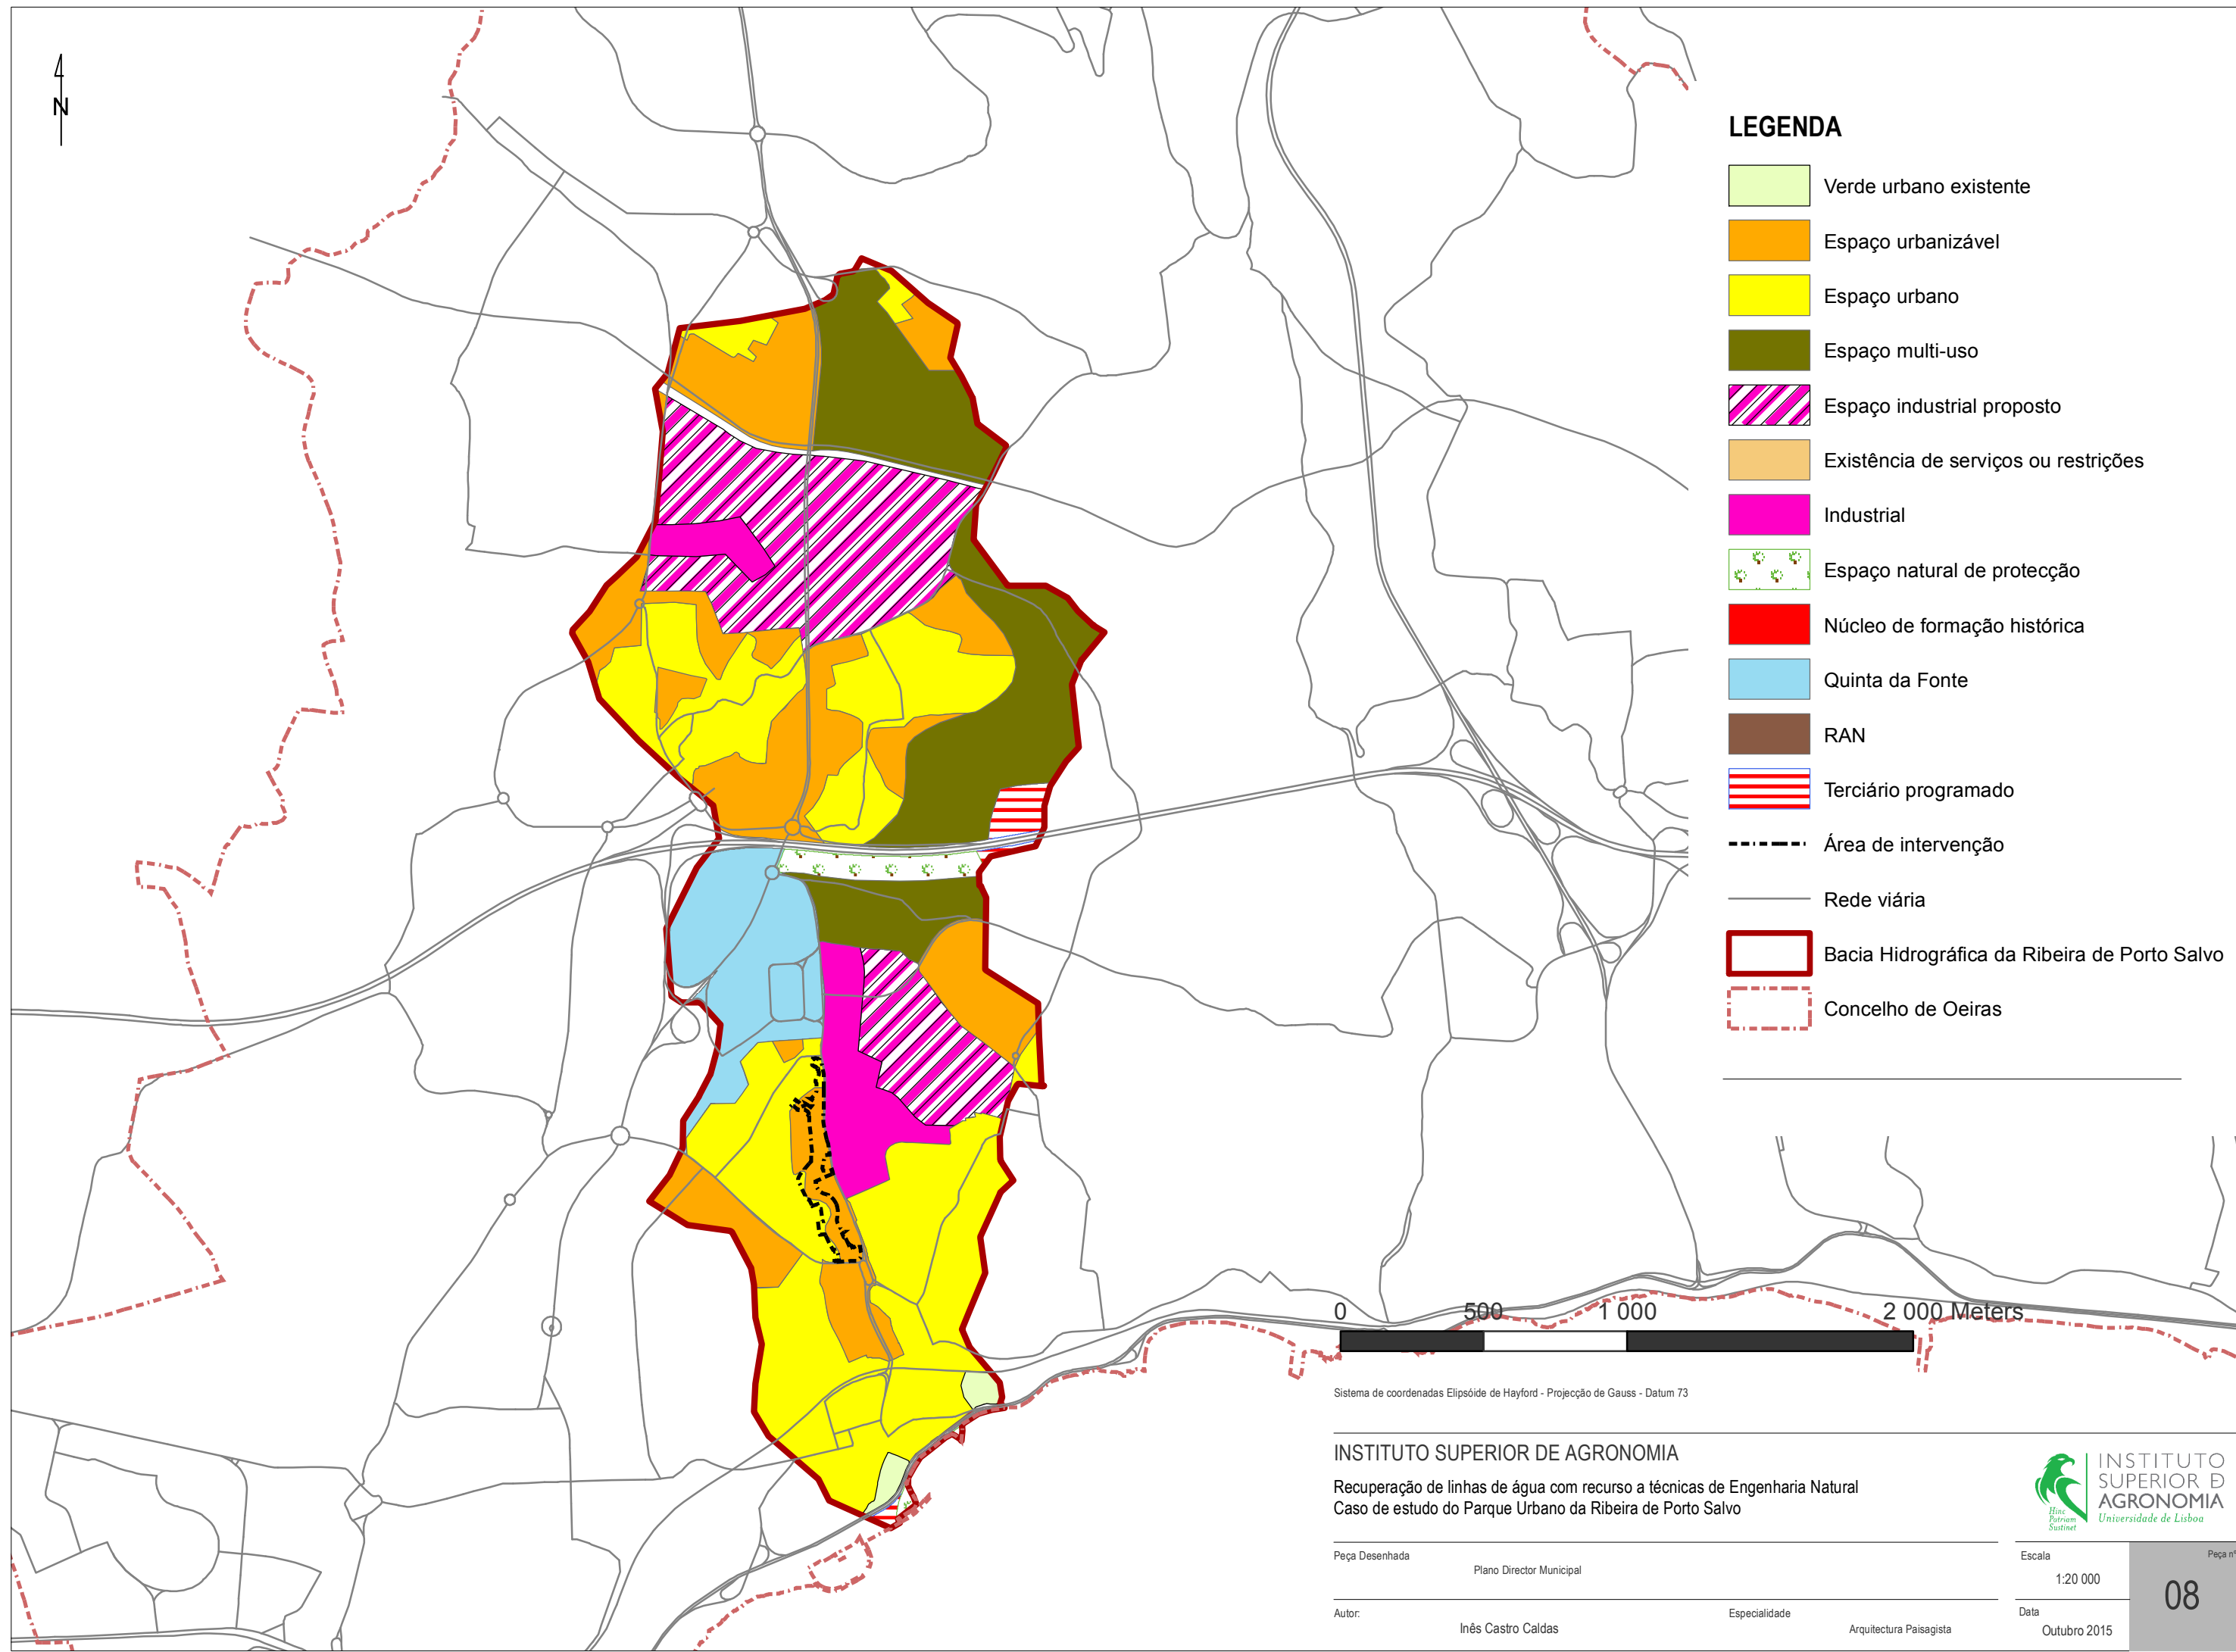 N
LEGENDA
Verde urbano existente
Espaço urbanizável
Espaço urbano
Espaço multi-uso
Espaço industrial proposto
Existência de serviços ou restrições
Industrial
Espaço natural de protecção
Núcleo de formação histórica
Quinta da Fonte
RAN
Terciário programado
Área de intervenção
Rede viária
Bacia Hidrográfica da Ribeira de Porto Salvo
Concelho de Oeiras
0 500 1 000 2 000 Meters
Sistema de coordenadas Elipsóide de Hayford - Projecção de Gauss - Datum 73
INSTITUTO SUPERIOR DE AGRONOMIA
Recuperação de linhas de água com recurso a técnicas de Engenharia Natural
Caso de estudo do Parque Urbano da Ribeira de Porto Salvo
INSTITUTO
SUPERIOR D
AGRONOMIA
Universidade de Lisboa
Hinc
Patriam
Sustinet
Peça Desenhada
Plano Director Municipal
Escala
1:20 000
Peça nº
08
Autor:
Inês Castro Caldas
Especialidade
Arquitectura Paisagista
Data
Outubro 2015